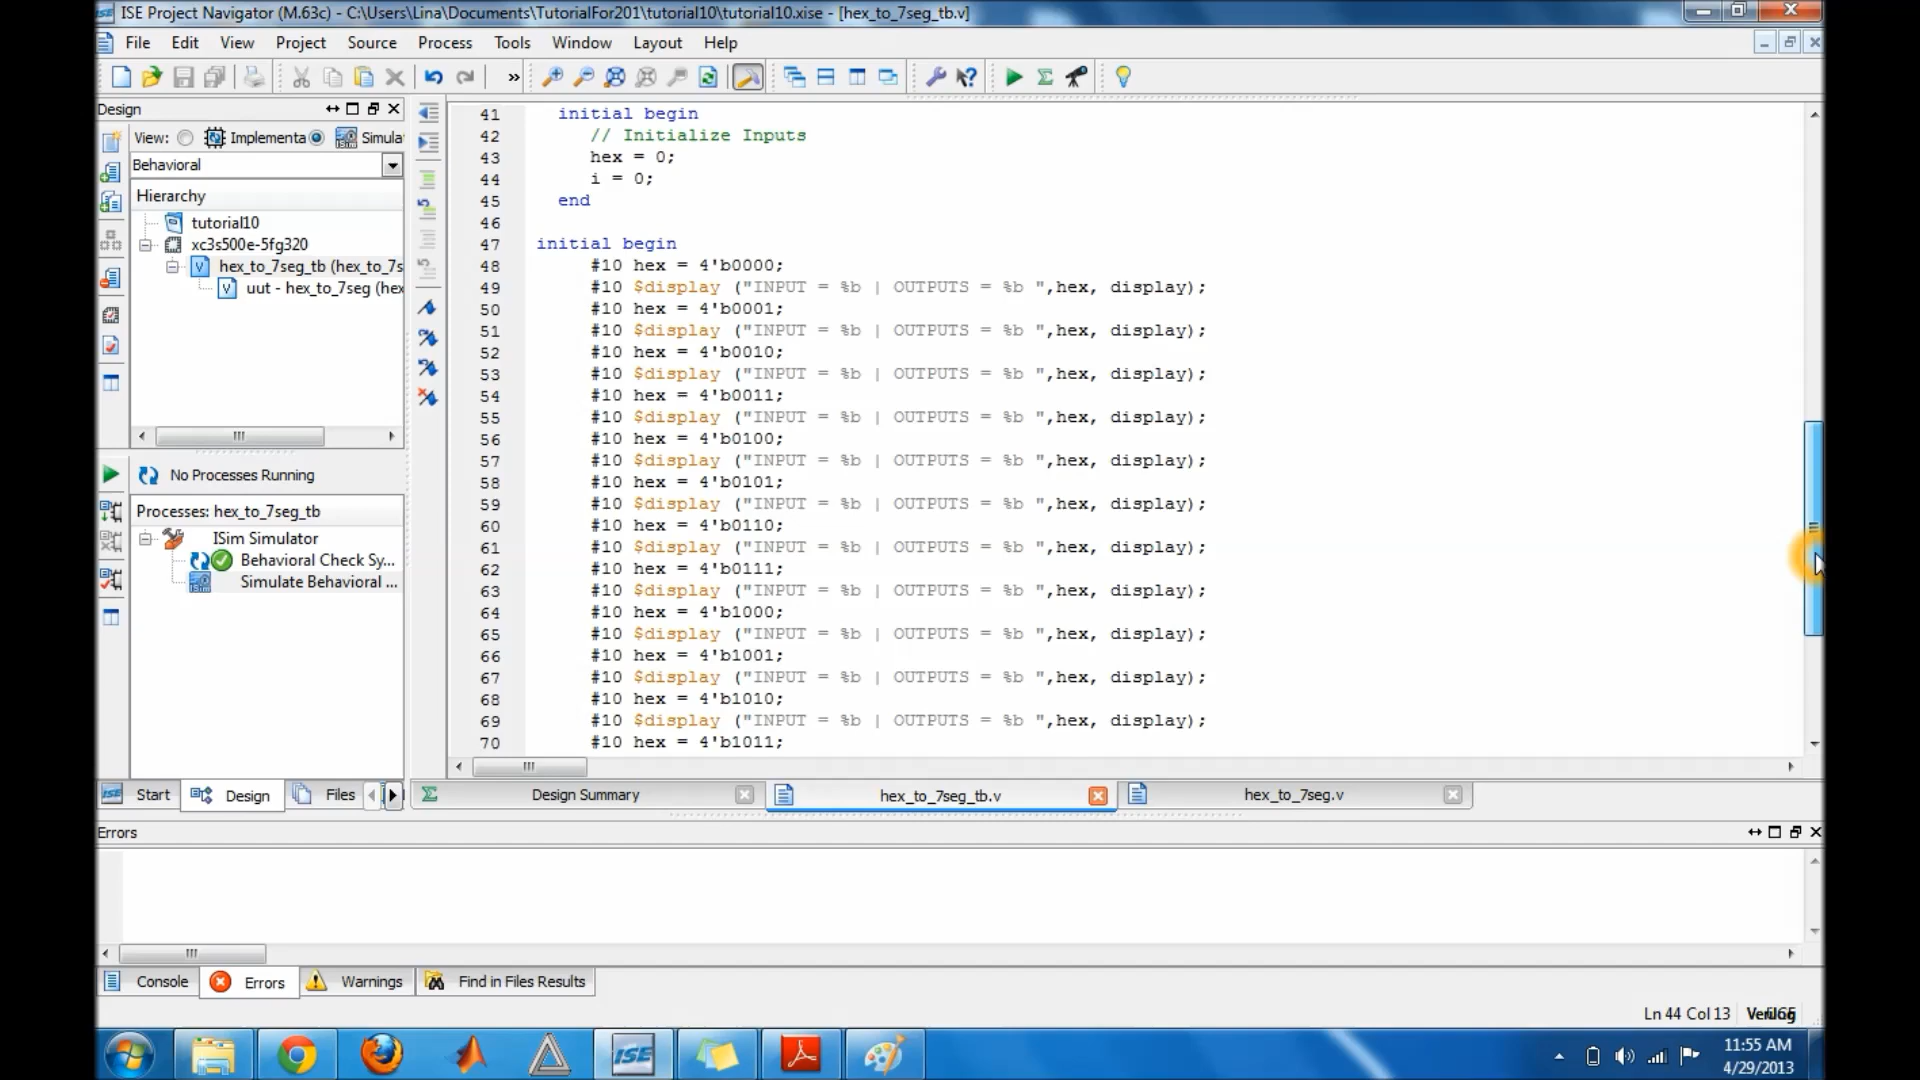 ISE Project Navigator (M.63c) - C:\Users\Lina\Documents\TutorialFor201\tutorial10\tutorial10.xise - [hex_to_7seg_tb.v]
File Edit View Project Source Process Tools Window Layout Help
»
Design
View: Implementa Simula
Behavioral
Hierarchy
tutorial10
xc3s500e-5fg320
hex_to_7seg_tb (hex_to_7s
uut - hex_to_7seg (hex
No Processes Running
Processes: hex_to_7seg_tb
ISim Simulator
Behavioral Check Sy...
Simulate Behavioral ...
Start Design Files
41 initial begin
42 // Initialize Inputs
43 hex = 0;
44 i = 0;
45 end
46
47 initial begin
48 #10 hex = 4'b0000;
49 #10 $display ("INPUT = %b | OUTPUTS = %b ",hex, display);
50 #10 hex = 4'b0001;
51 #10 $display ("INPUT = %b | OUTPUTS = %b ",hex, display);
52 #10 hex = 4'b0010;
53 #10 $display ("INPUT = %b | OUTPUTS = %b ",hex, display);
54 #10 hex = 4'b0011;
55 #10 $display ("INPUT = %b | OUTPUTS = %b ",hex, display);
56 #10 hex = 4'b0100;
57 #10 $display ("INPUT = %b | OUTPUTS = %b ",hex, display);
58 #10 hex = 4'b0101;
59 #10 $display ("INPUT = %b | OUTPUTS = %b ",hex, display);
60 #10 hex = 4'b0110;
61 #10 $display ("INPUT = %b | OUTPUTS = %b ",hex, display);
62 #10 hex = 4'b0111;
63 #10 $display ("INPUT = %b | OUTPUTS = %b ",hex, display);
64 #10 hex = 4'b1000;
65 #10 $display ("INPUT = %b | OUTPUTS = %b ",hex, display);
66 #10 hex = 4'b1001;
67 #10 $display ("INPUT = %b | OUTPUTS = %b ",hex, display);
68 #10 hex = 4'b1010;
69 #10 $display ("INPUT = %b | OUTPUTS = %b ",hex, display);
70 #10 hex = 4'b1011;
Design Summary hex_to_7seg_tb.v hex_to_7seg.v
Errors
Console Errors Warnings Find in Files Results
Ln 44 Col 13
ISE
11:55 AM
4/29/2013